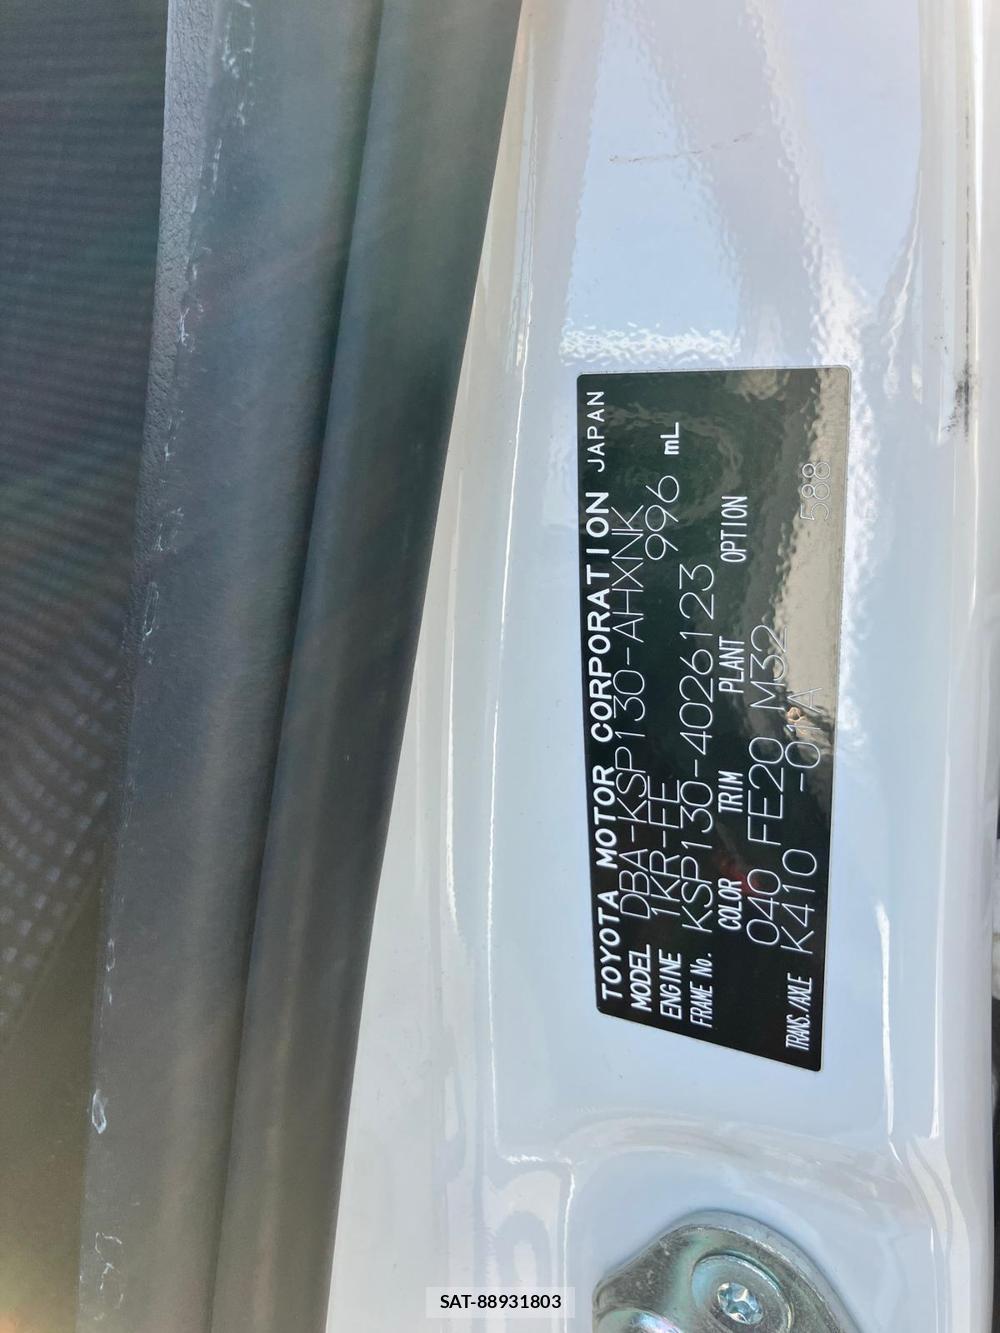 TOYOTA MOTOR CORPORATION JAPAN
MODEL DBA-KSP130-AHXNK
ENGINE 1KR-FE 996 mL
FRAME No. KSP130-4026123
COLOR TRIM PLANT OPTION
040 FE20 M32
TRANS./AXLE K410 -01A 588
SAT-88931803